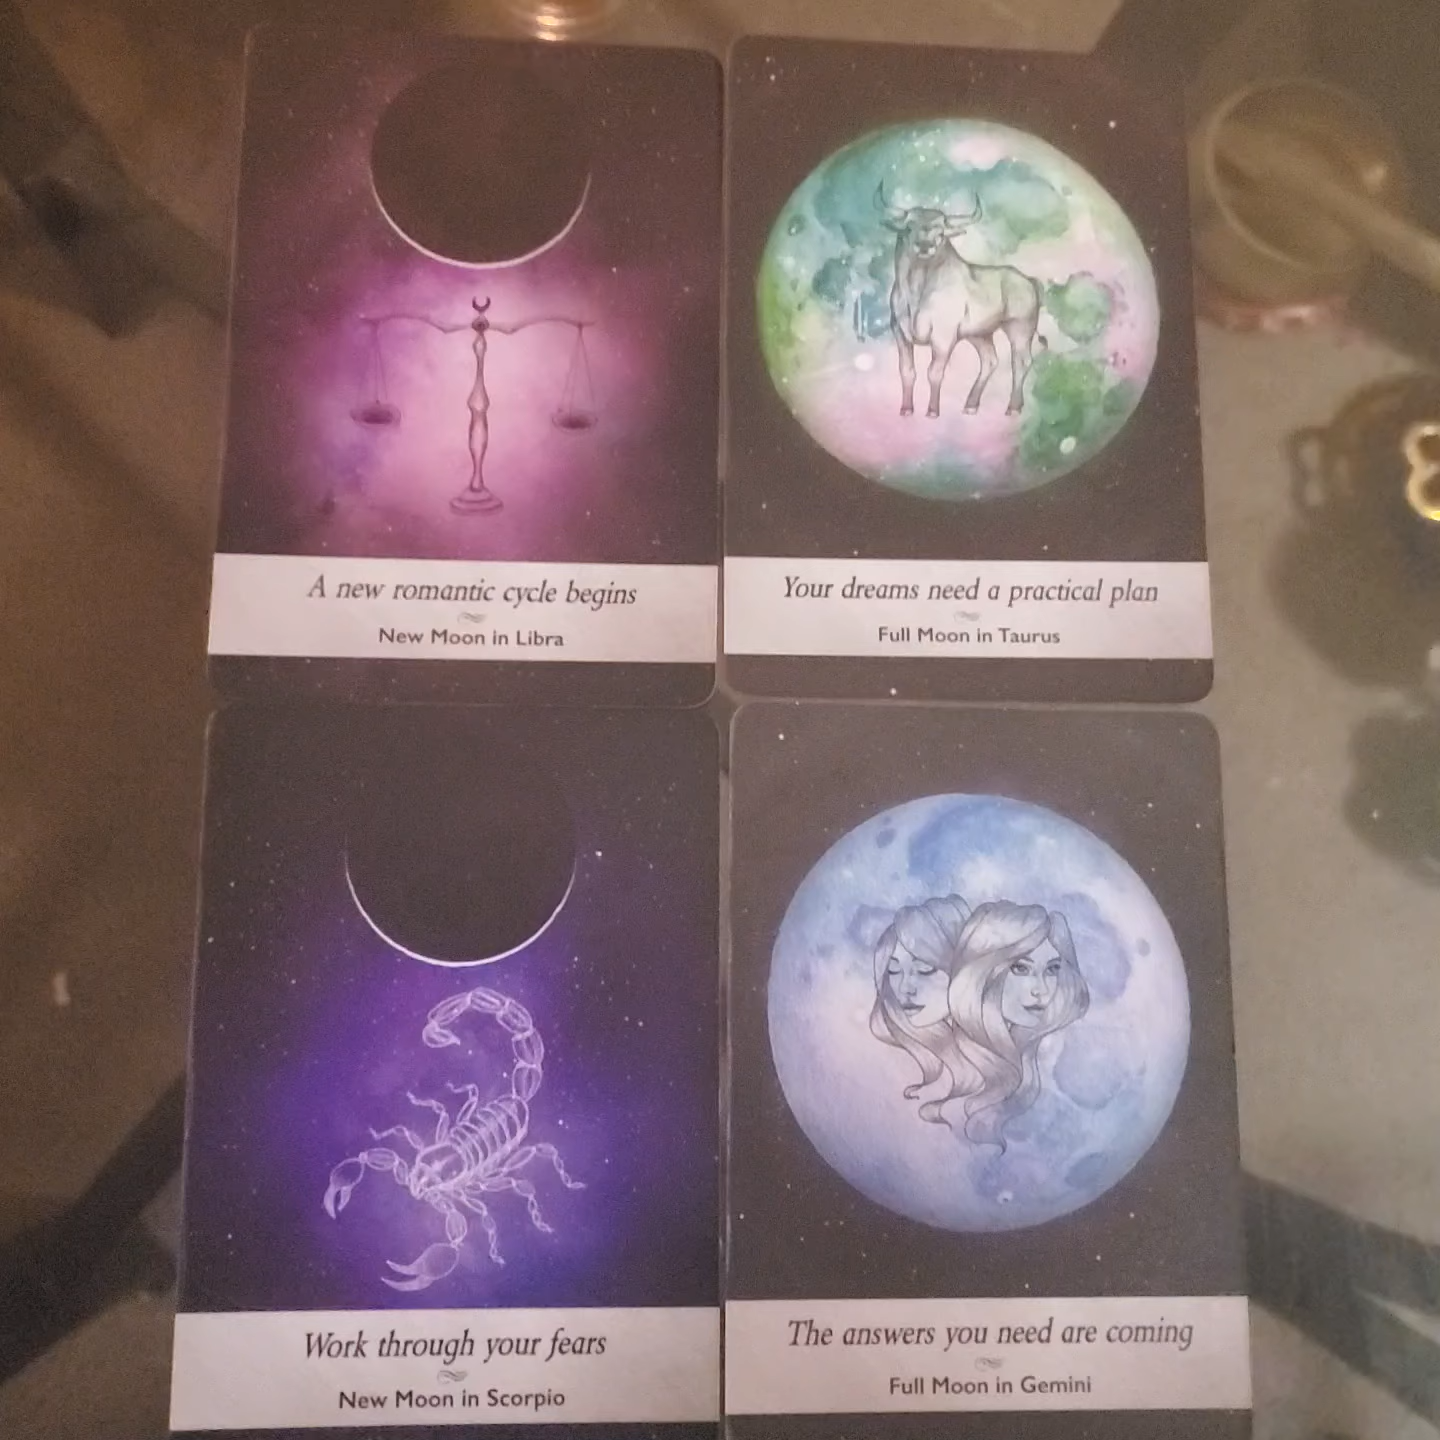 A new romantic cycle begins
New Moon in Libra
Your dreams need a practical plan
Full Moon in Taurus
Work through your fears
New Moon in Scorpio
The answers you need are coming
Full Moon in Gemini